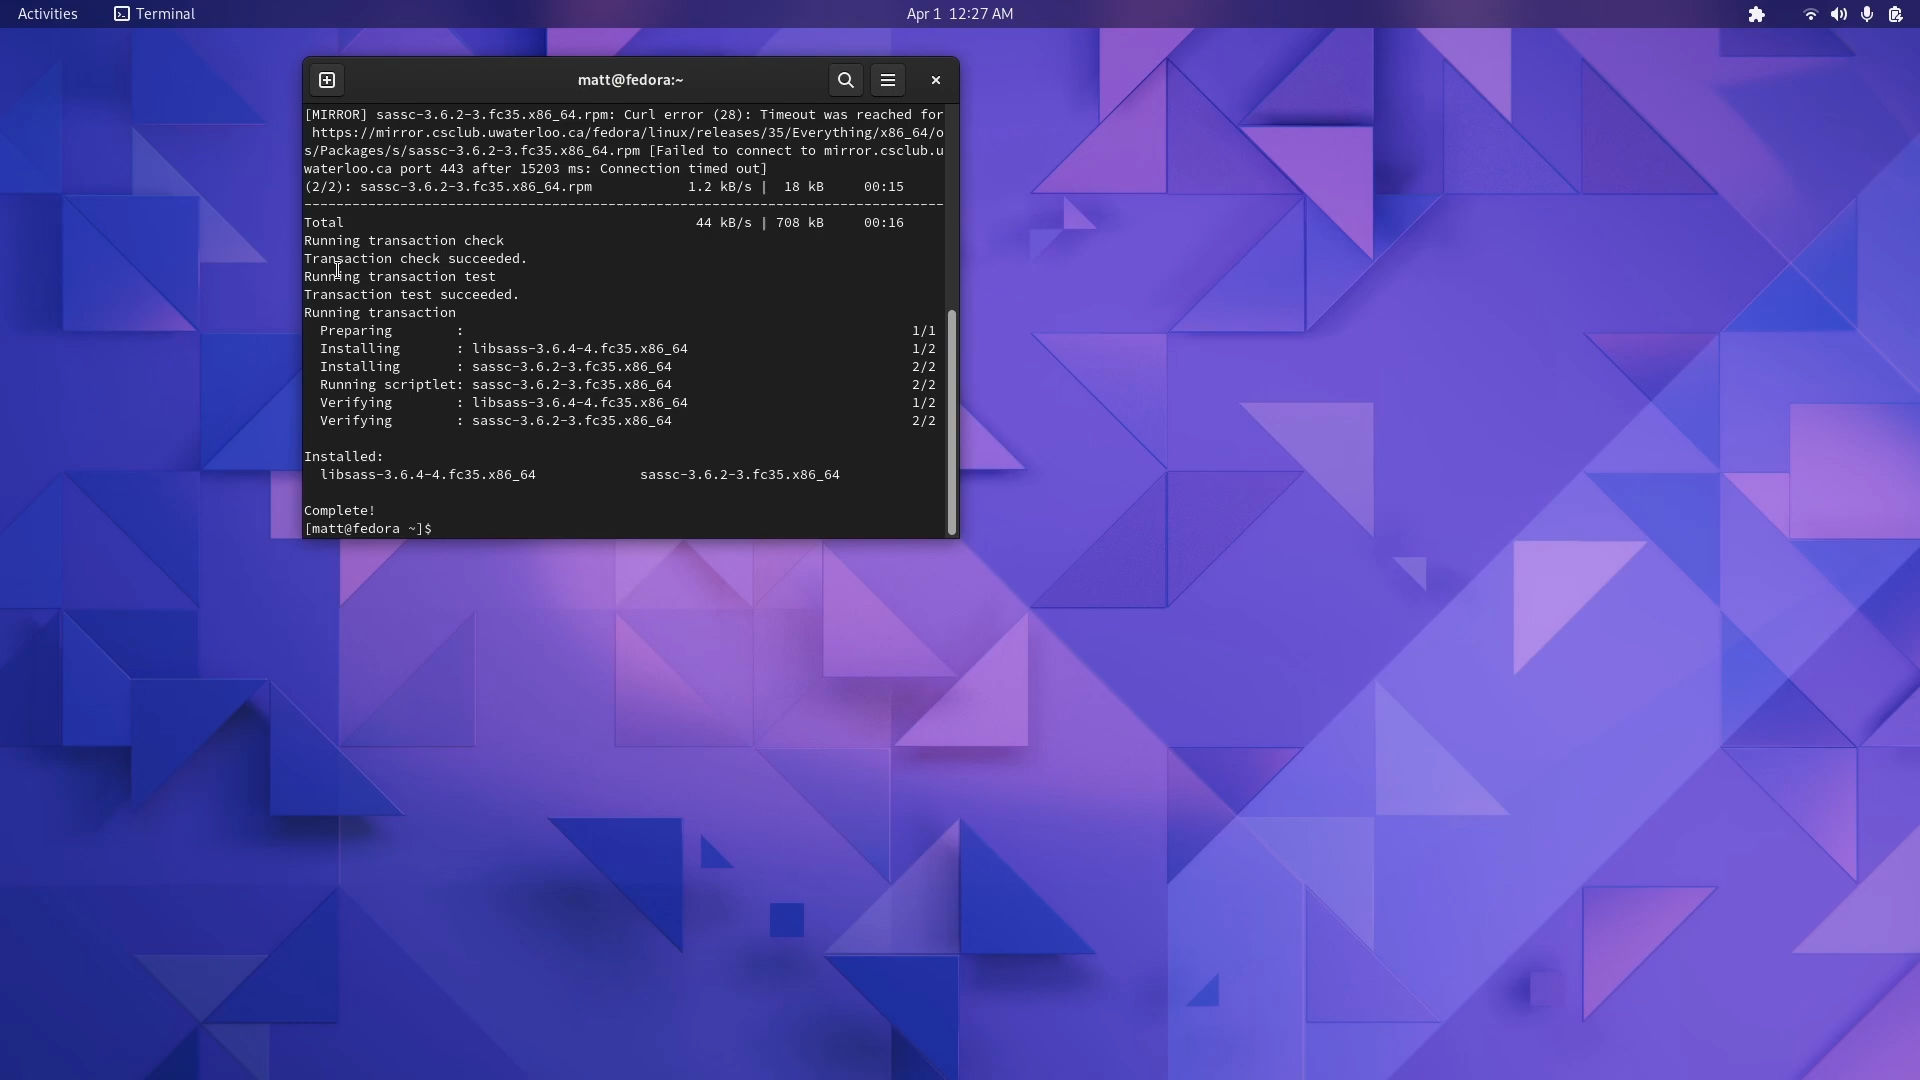 Activities Terminal Apr 1 12:27 AM
matt@fedora:~
[MIRROR] sassc-3.6.2-3.fc35.x86_64.rpm: Curl error (28): Timeout was reached for
https://mirror.csclub.uwaterloo.ca/fedora/linux/releases/35/Everything/x86_64/o
s/Packages/s/sassc-3.6.2-3.fc35.x86_64.rpm [Failed to connect to mirror.csclub.u
waterloo.ca port 443 after 15203 ms: Connection timed out]
(2/2): sassc-3.6.2-3.fc35.x86_64.rpm 1.2 kB/s | 18 kB 00:15
--------------------------------------------------------------------------------
Total 44 kB/s | 708 kB 00:16
Running transaction check
Transaction check succeeded.
Running transaction test
Transaction test succeeded.
Running transaction
Preparing : 1/1
Installing : libsass-3.6.4-4.fc35.x86_64 1/2
Installing : sassc-3.6.2-3.fc35.x86_64 2/2
Running scriptlet: sassc-3.6.2-3.fc35.x86_64 2/2
Verifying : libsass-3.6.4-4.fc35.x86_64 1/2
Verifying : sassc-3.6.2-3.fc35.x86_64 2/2
Installed:
libsass-3.6.4-4.fc35.x86_64 sassc-3.6.2-3.fc35.x86_64
Complete!
[matt@fedora ~]$